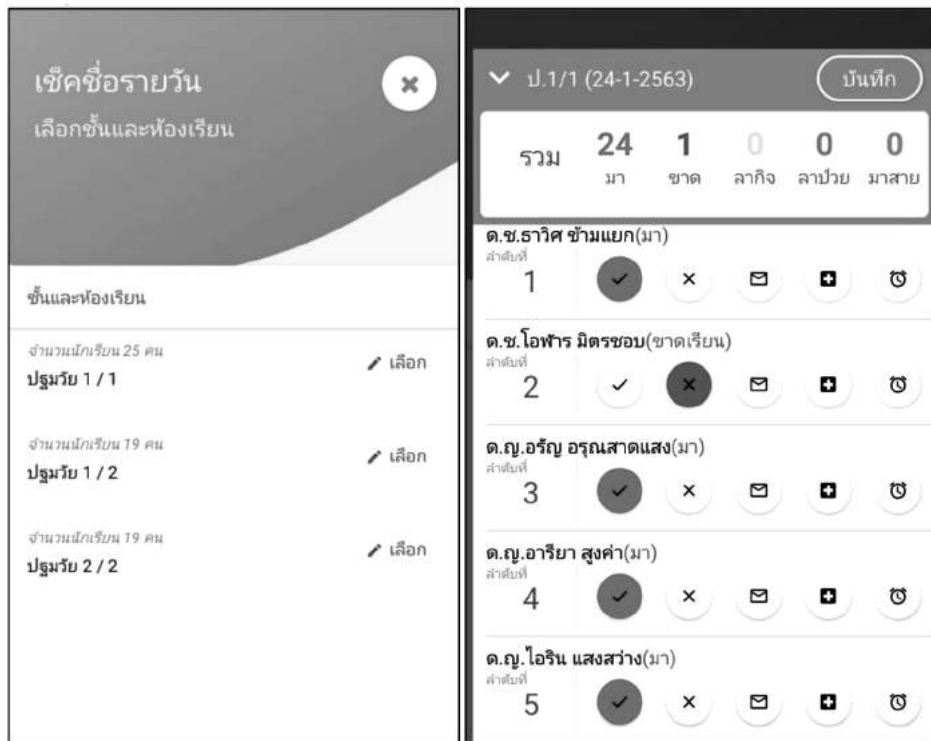 เช็คชื่อรายวัน
เลือกชั้นและห้องเรียน
ชั้นและห้องเรียน
จำนวนนักเรียน 25 คน
ปฐมวัย 1 / 1
เลือก
จำนวนนักเรียน 19 คน
ปฐมวัย 1 / 2
เลือก
จำนวนนักเรียน 19 คน
ปฐมวัย 2 / 2
เลือก
ป.1/1 (24-1-2563)
บันทึก
รวม
24 1 0 0 0
มา ขาด ลากิจ ลาป่วย มาสาย
ด.ช.ธาวิศ ข้ามแยก(มา)
ลำดับที่
1
ด.ช.โอฬาร มิตรชอบ(ขาดเรียน)
ลำดับที่
2
ด.ญ.อรัญ อรุณสาดแสง(มา)
ลำดับที่
3
ด.ญ.อารียา สูงค่า(มา)
ลำดับที่
4
ด.ญ.ไอริน แสงสว่าง(มา)
ลำดับที่
5